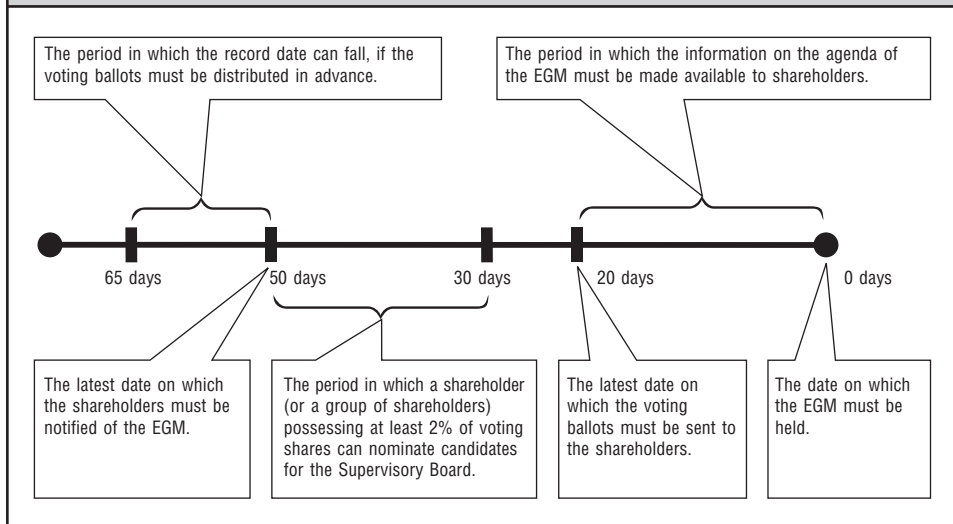 The period in which the record date can fall, if the
voting ballots must be distributed in advance.
The period in which the information on the agenda of
the EGM must be made available to shareholders.
65 days
50 days
30 days
20 days
0 days
The latest date on which
the shareholders must be
notified of the EGM.
The period in which a shareholder
(or a group of shareholders)
possessing at least 2% of voting
shares can nominate candidates
for the Supervisory Board.
The latest date on
which the voting
ballots must be sent to
the shareholders.
The date on which
the EGM must be
held.